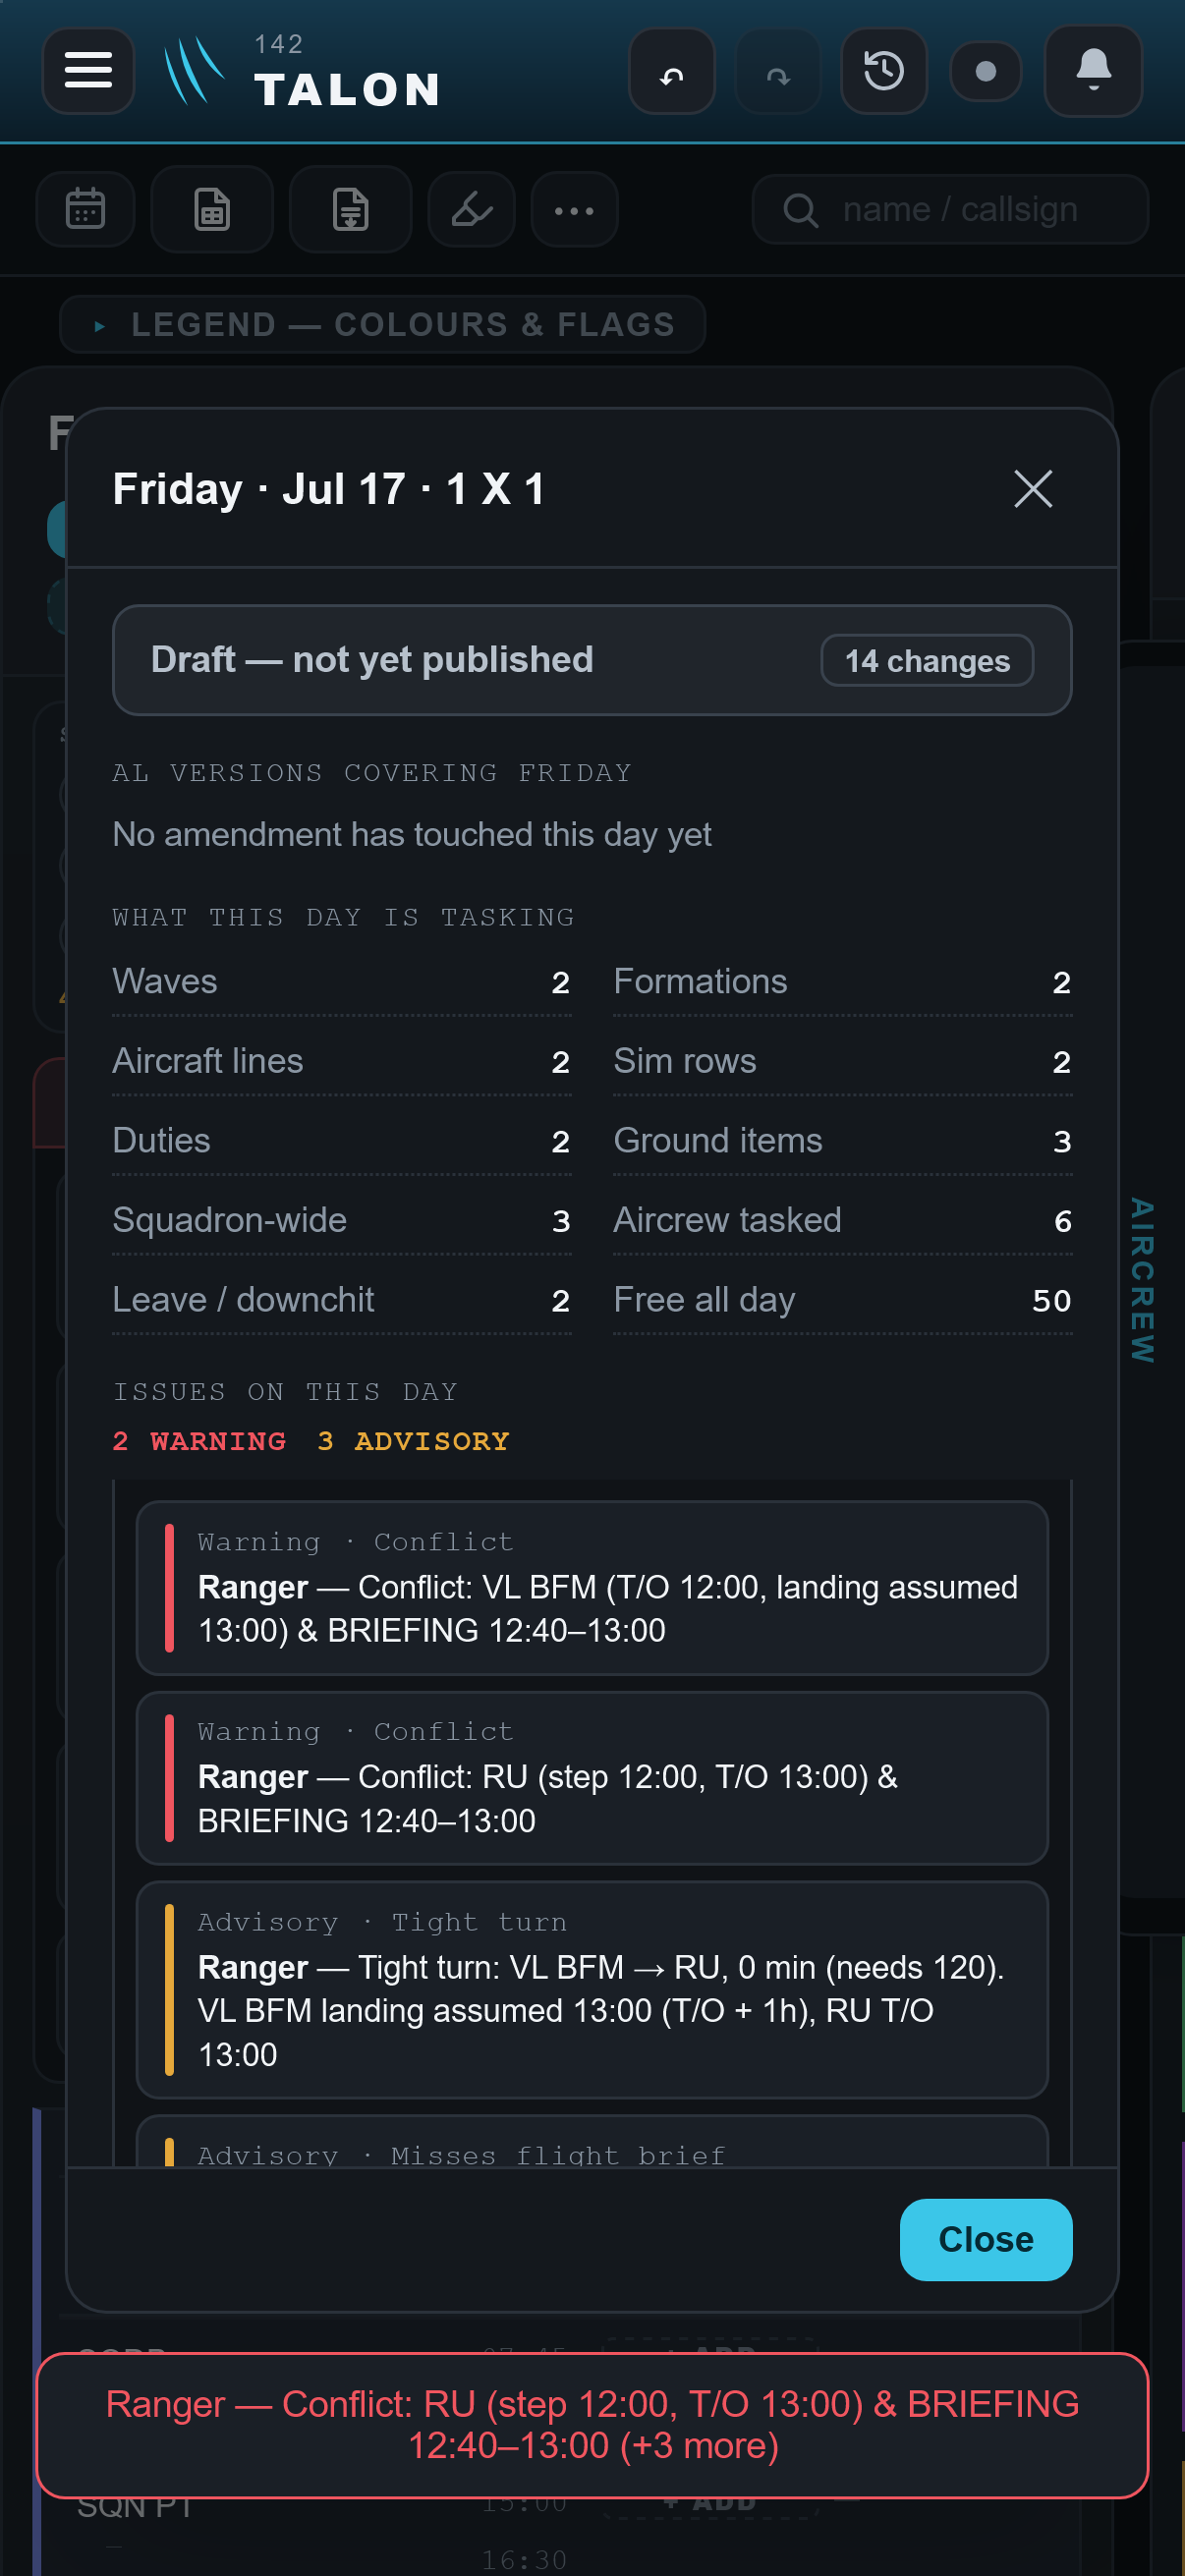 142
TALON
name / callsign
▸ LEGEND — COLOURS & FLAGS
F
Friday · Jul 17 · 1 X 1
Draft — not yet published
14 changes
AL VERSIONS COVERING FRIDAY
No amendment has touched this day yet
WHAT THIS DAY IS TASKING
Waves 2
Formations 2
Aircraft lines 2
Sim rows 2
Duties 2
Ground items 3
Squadron-wide 3
Aircrew tasked 6
Leave / downchit 2
Free all day 50
AIRCREW
ISSUES ON THIS DAY
2 WARNING 3 ADVISORY
Warning · Conflict
Ranger — Conflict: VL BFM (T/O 12:00, landing assumed
13:00) & BRIEFING 12:40–13:00
Warning · Conflict
Ranger — Conflict: RU (step 12:00, T/O 13:00) &
BRIEFING 12:40–13:00
Advisory · Tight turn
Ranger — Tight turn: VL BFM → RU, 0 min (needs 120).
VL BFM landing assumed 13:00 (T/O + 1h), RU T/O
13:00
Advisory · Misses flight brief
Close
07:45 + ADD
Ranger — Conflict: RU (step 12:00, T/O 13:00) & BRIEFING
12:40–13:00 (+3 more)
SQN PT 15:00 + ADD —
16:30